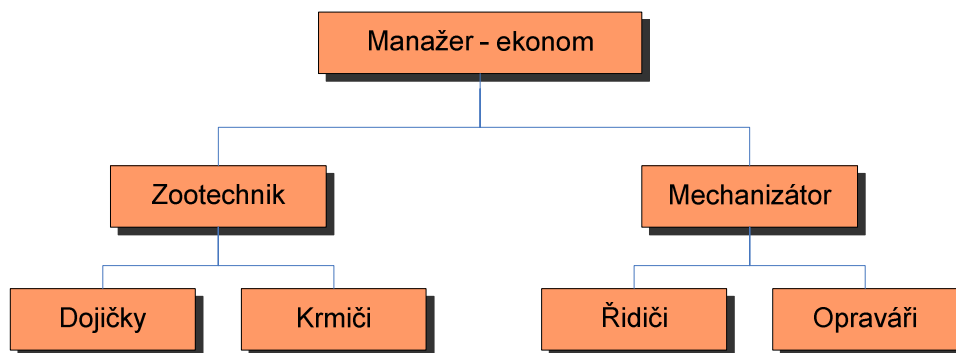 Manažer - ekonom
Zootechnik
Mechanizátor
Dojičky
Krmiči
Řidiči
Opraváři